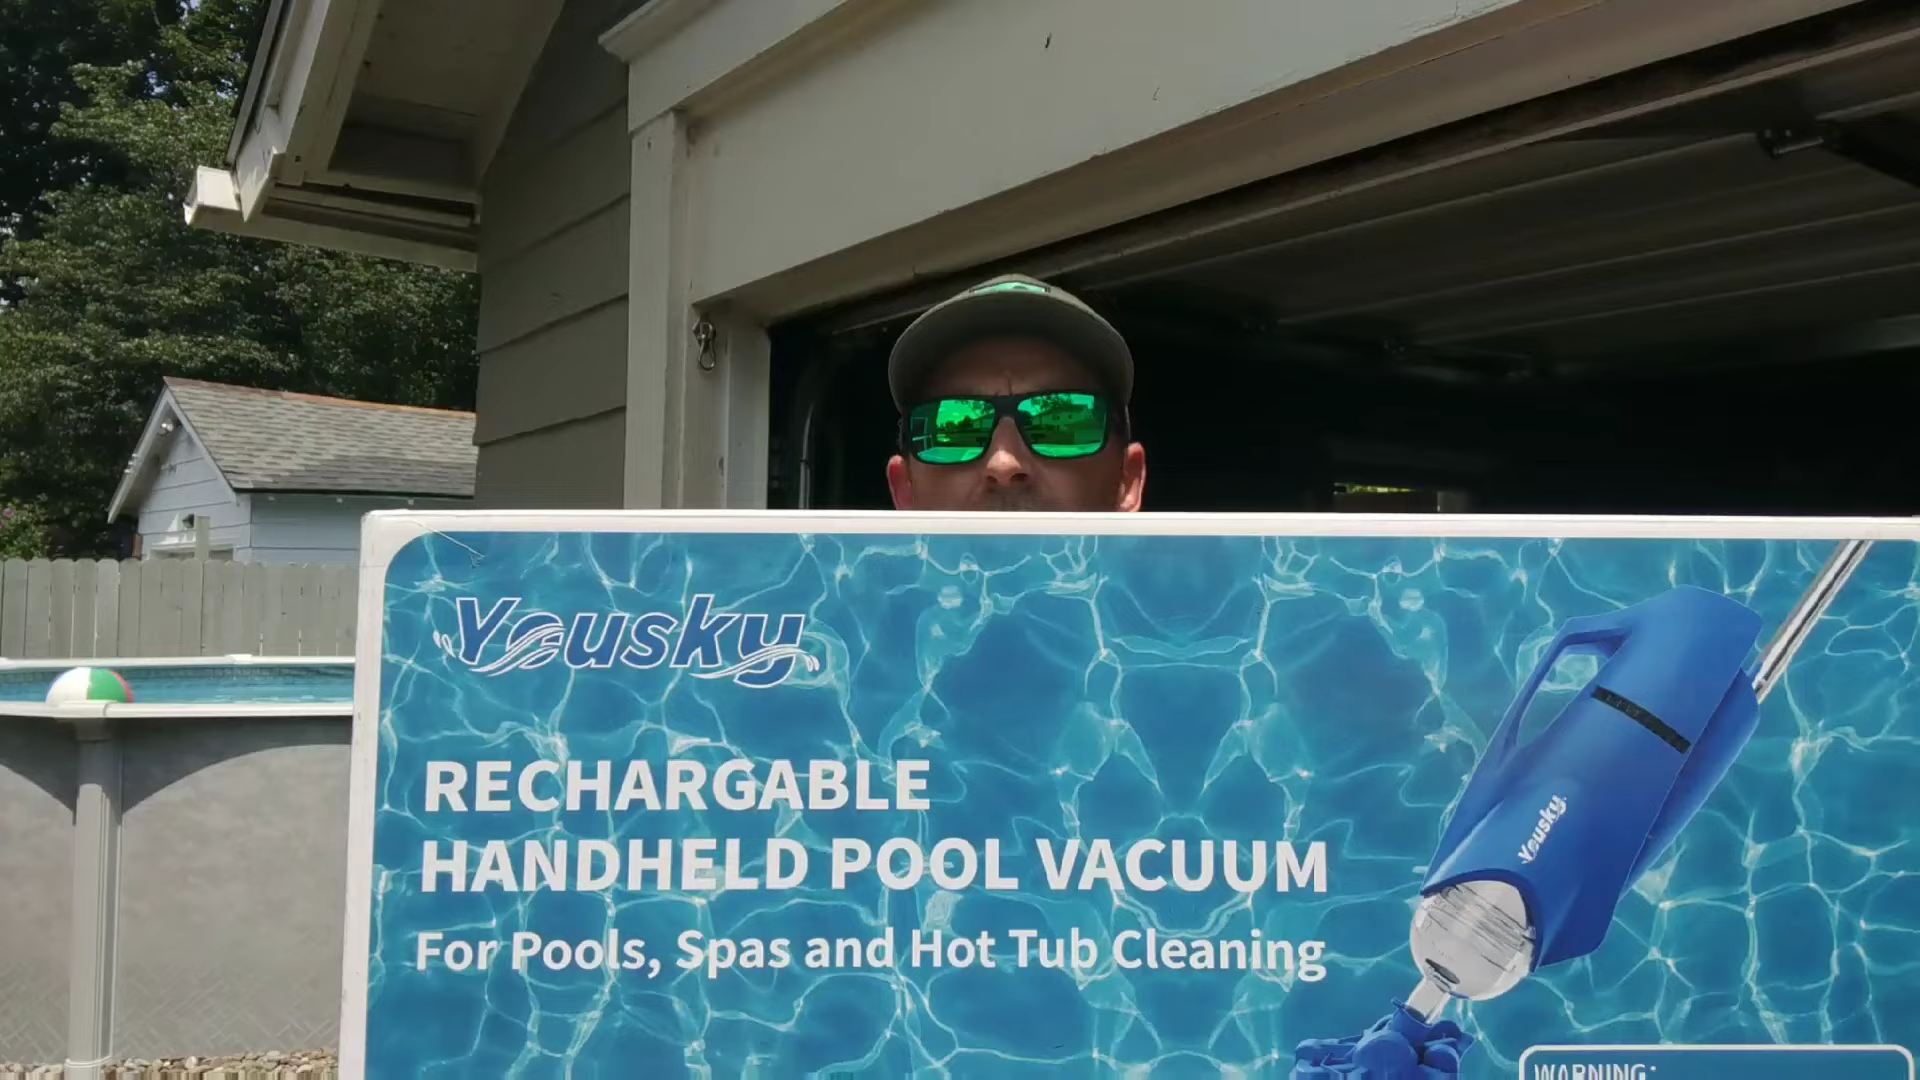 Yousky
RECHARGABLE
HANDHELD POOL VACUUM
For Pools, Spas and Hot Tub Cleaning
Yousky
WARNING: